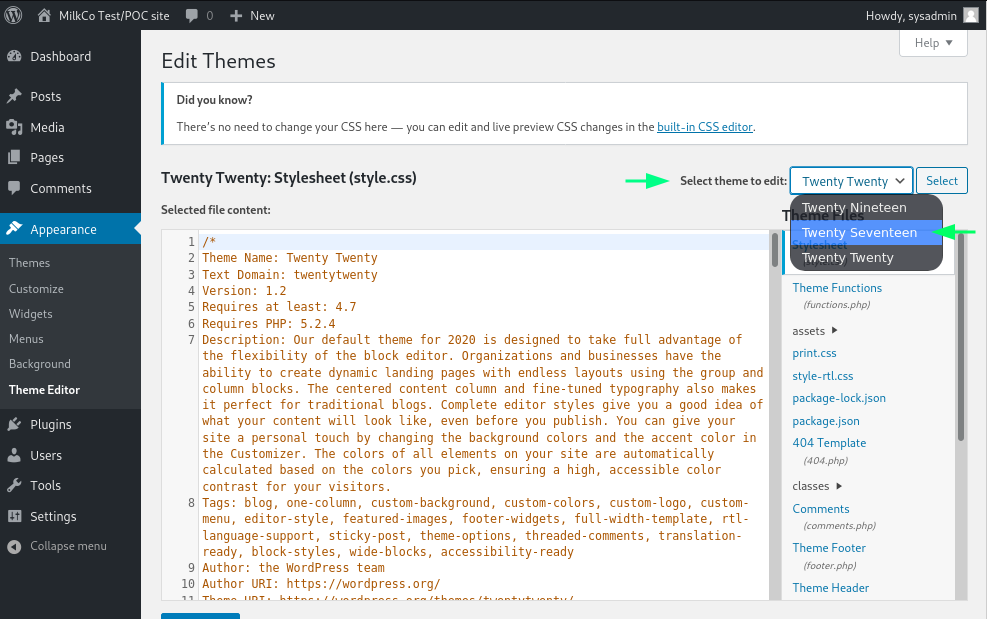 MilkCo Test/POC site
0
New
Howdy, sysadmin
Help
Dashboard
Posts
Media
Pages
Comments
Appearance
Themes
Customize
Widgets
Menus
Background
Theme Editor
Plugins
Users
Tools
Settings
Collapse menu
Edit Themes
Did you know?
There's no need to change your CSS here — you can edit and live preview CSS changes in the built-in CSS editor.
Twenty Twenty: Stylesheet (style.css)
Select theme to edit:
Twenty Twenty
Select
Twenty Nineteen
Twenty Seventeen
Twenty Twenty
Selected file content:
1 /*
2 Theme Name: Twenty Twenty
3 Text Domain: twentytwenty
4 Version: 1.2
5 Requires at least: 4.7
6 Requires PHP: 5.2.4
7 Description: Our default theme for 2020 is designed to take full advantage of
the flexibility of the block editor. Organizations and businesses have the
ability to create dynamic landing pages with endless layouts using the group and
column blocks. The centered content column and fine-tuned typography also makes
it perfect for traditional blogs. Complete editor styles give you a good idea of
what your content will look like, even before you publish. You can give your
site a personal touch by changing the background colors and the accent color in
the Customizer. The colors of all elements on your site are automatically
calculated based on the colors you pick, ensuring a high, accessible color
contrast for your visitors.
8 Tags: blog, one-column, custom-background, custom-colors, custom-logo, custom-
menu, editor-style, featured-images, footer-widgets, full-width-template, rtl-
language-support, sticky-post, theme-options, threaded-comments, translation-
ready, block-styles, wide-blocks, accessibility-ready
9 Author: the WordPress team
10 Author URI: https://wordpress.org/
11 Theme URI: https://wordpress.org/themes/twentytwenty/
Theme Files
Stylesheet
Theme Functions
(functions.php)
assets
print.css
style-rtl.css
package-lock.json
package.json
404 Template
(404.php)
classes
Comments
(comments.php)
Theme Footer
(footer.php)
Theme Header